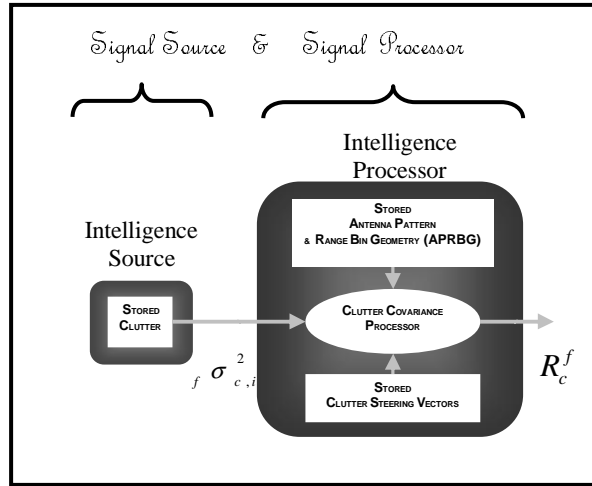 Signal Source & Signal Processor
Intelligence
Processor
STORED
ANTENNA PATTERN
& RANGE BIN GEOMETRY (APRBG)
Intelligence
Source
STORED
CLUTTER
CLUTTER COVARIANCE
PROCESSOR
f σ 2 c,i
R f c
STORED
CLUTTER STEERING VECTORS